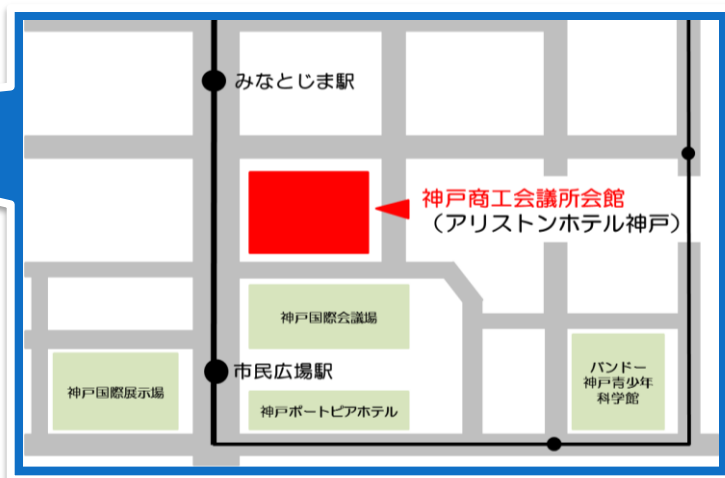 みなとじま駅
神戸商工会議所会館
（アリストンホテル神戸）
神戸国際会議場
市民広場駅
神戸国際展示場
神戸ポートピアホテル
バンドー
神戸青少年
科学館